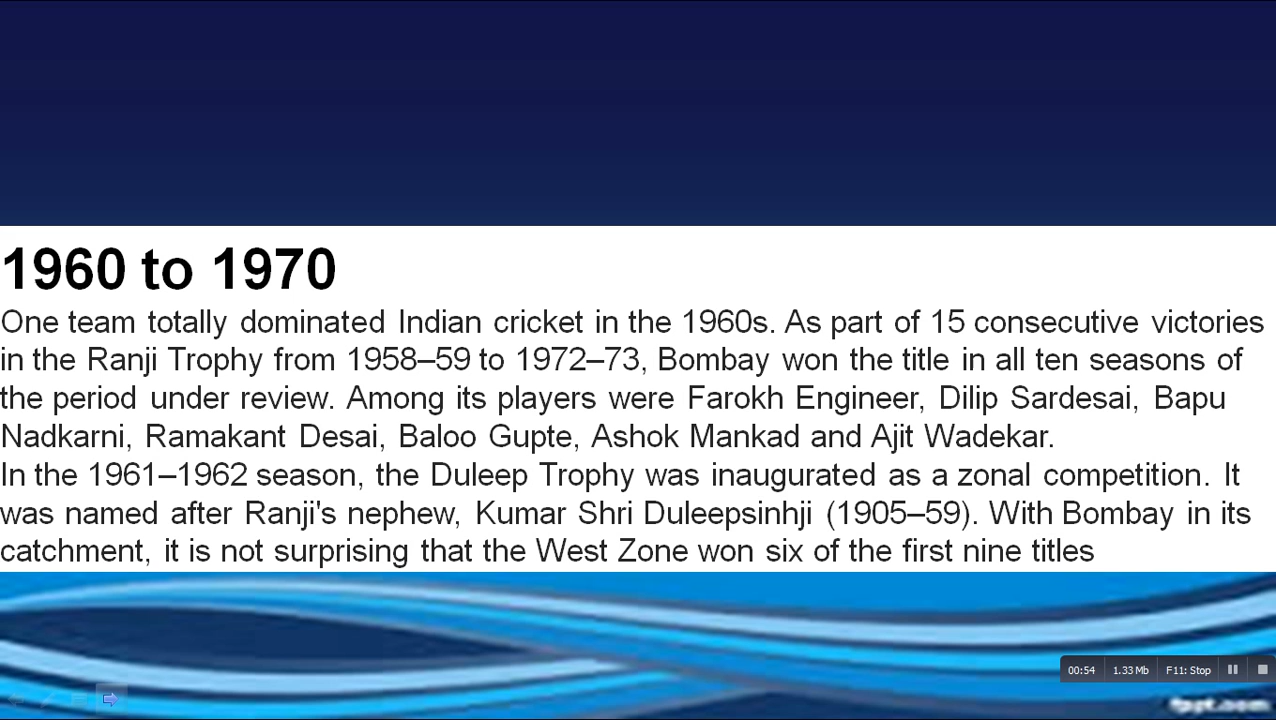 1960 to 1970
One team totally dominated Indian cricket in the 1960s. As part of 15 consecutive victories
in the Ranji Trophy from 1958–59 to 1972–73, Bombay won the title in all ten seasons of
the period under review. Among its players were Farokh Engineer, Dilip Sardesai, Bapu
Nadkarni, Ramakant Desai, Baloo Gupte, Ashok Mankad and Ajit Wadekar.
In the 1961–1962 season, the Duleep Trophy was inaugurated as a zonal competition. It
was named after Ranji's nephew, Kumar Shri Duleepsinhji (1905–59). With Bombay in its
catchment, it is not surprising that the West Zone won six of the first nine titles
00:54 1.33 Mb F11: Stop
fppt.com